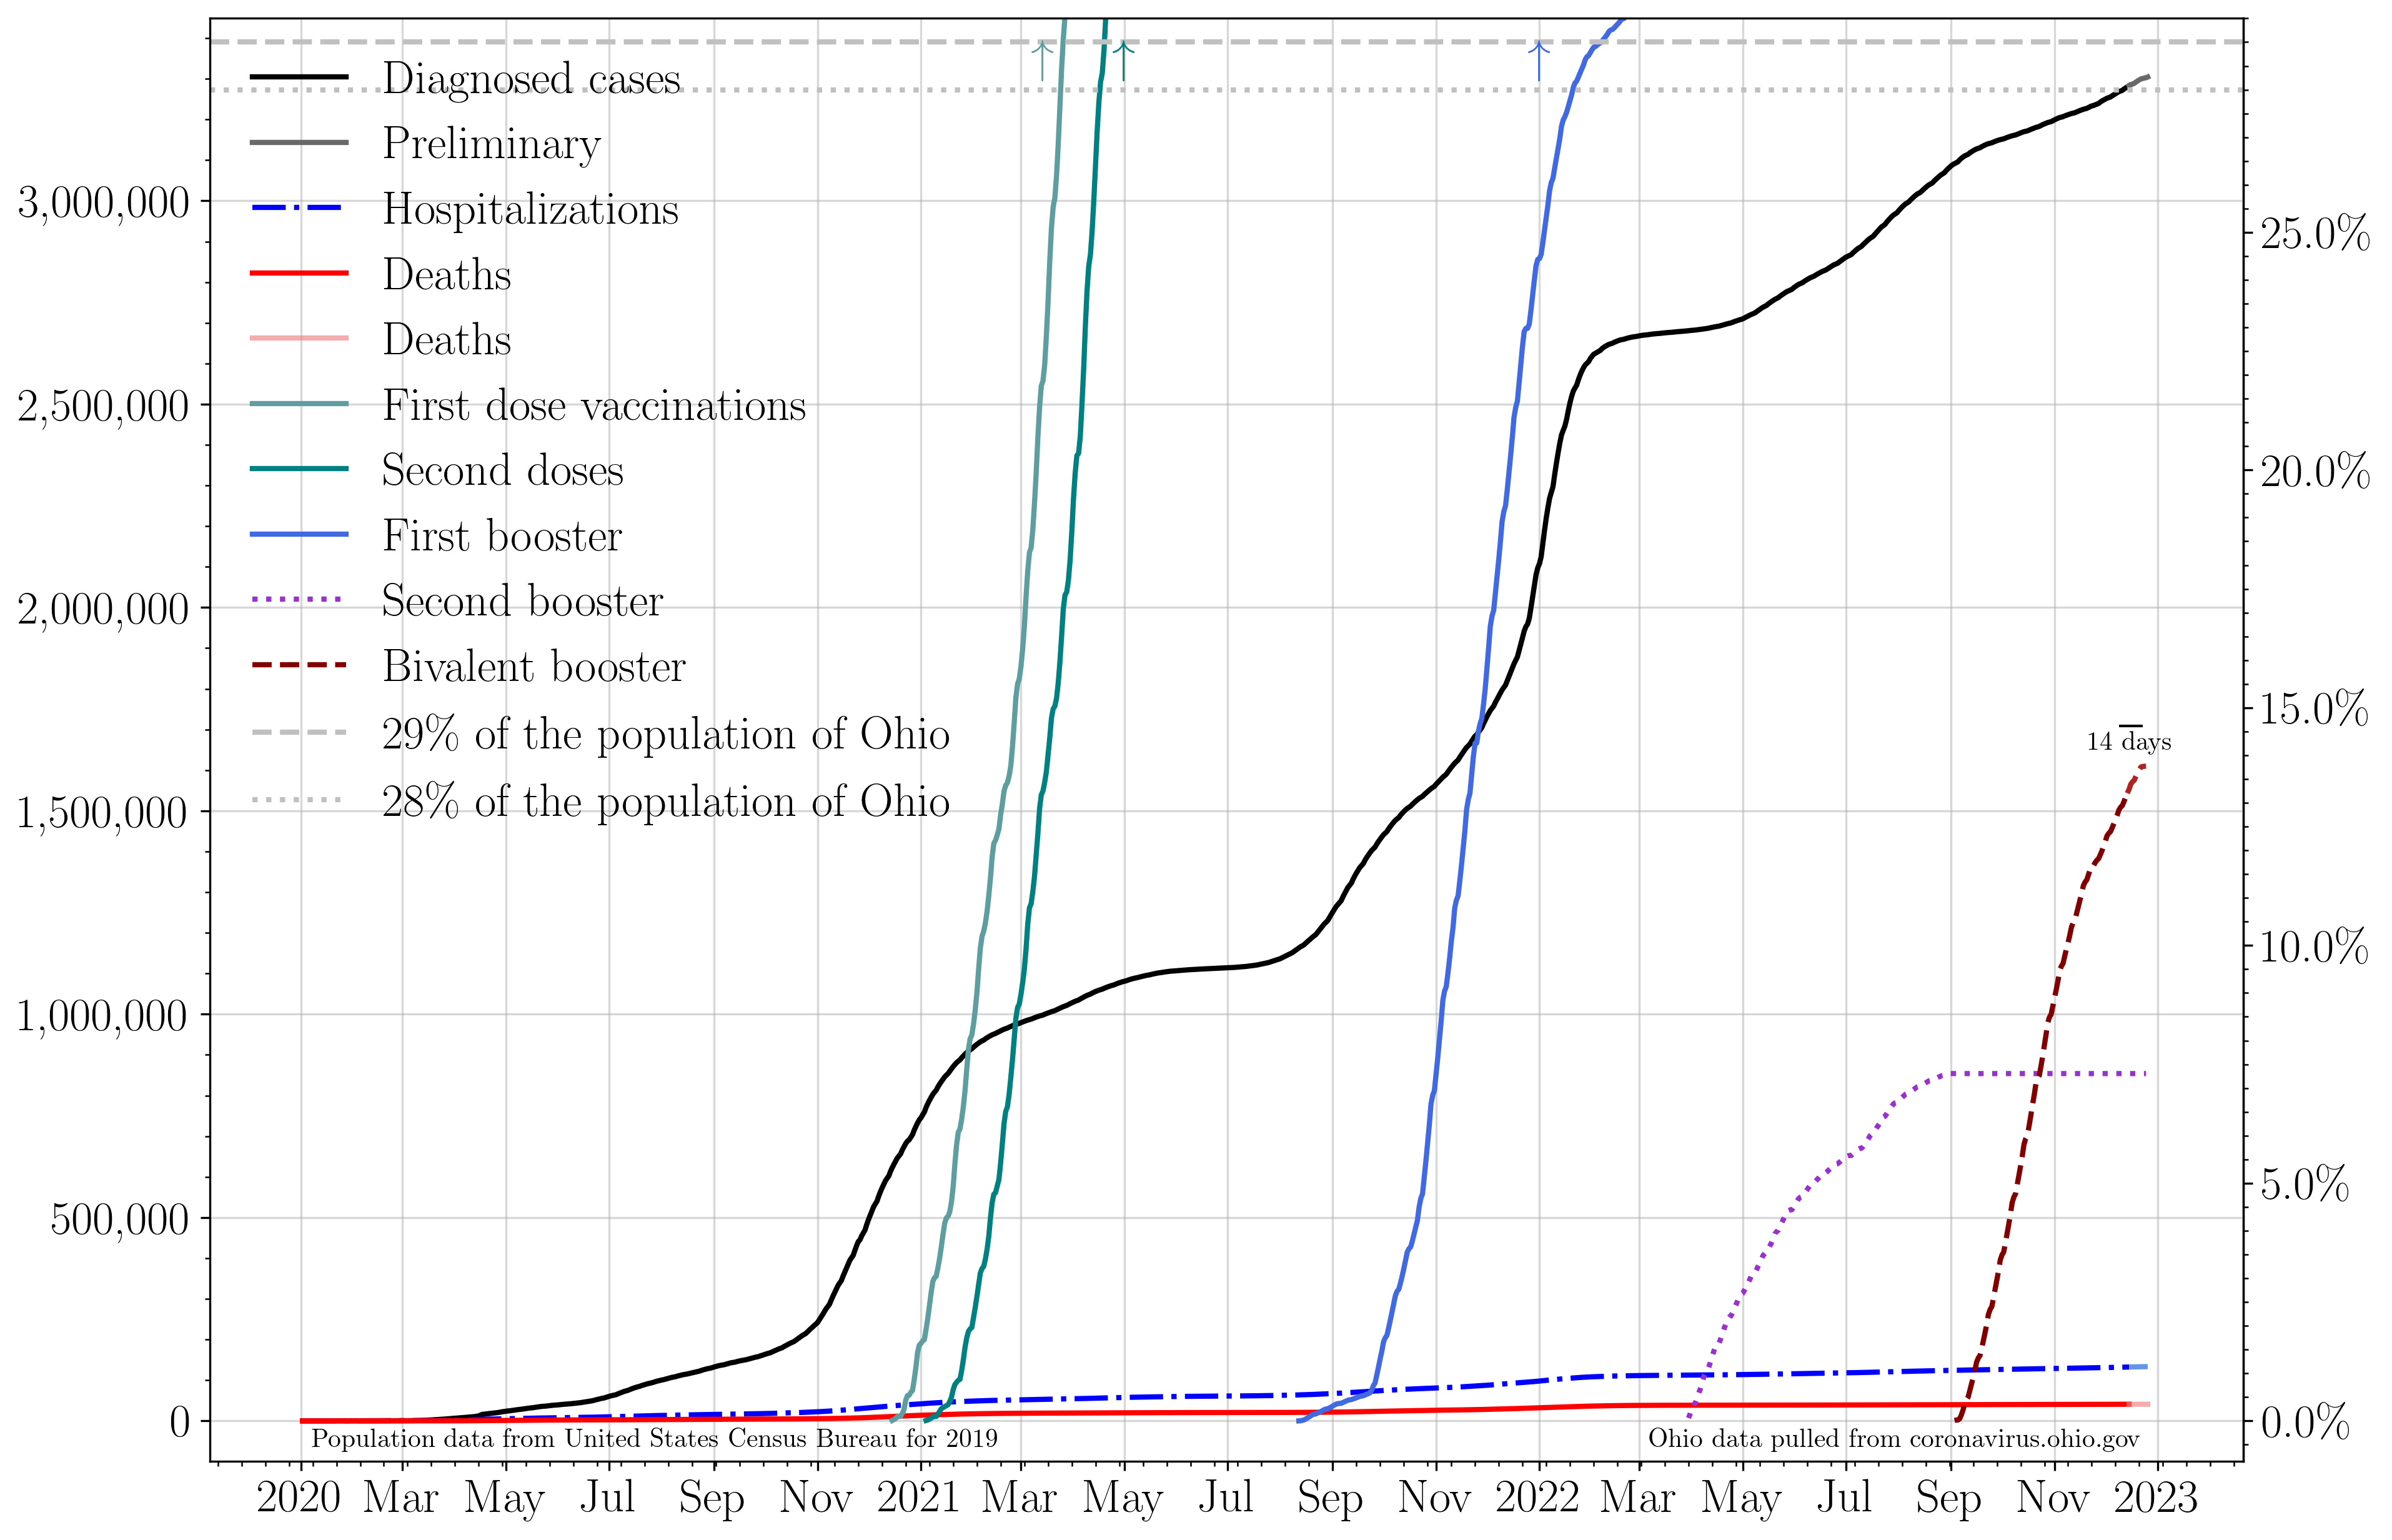 Diagnosed cases
Preliminary
Hospitalizations
Deaths
Deaths
First dose vaccinations
Second doses
First booster
Second booster
Bivalent booster
29% of the population of Ohio
28% of the population of Ohio
3,000,000
2,500,000
2,000,000
1,500,000
1,000,000
500,000
0
25.0%
20.0%
15.0%
10.0%
5.0%
0.0%
14 days
Population data from United States Census Bureau for 2019
Ohio data pulled from coronavirus.ohio.gov
2020 Mar May Jul Sep Nov 2021 Mar May Jul Sep Nov 2022 Mar May Jul Sep Nov 2023